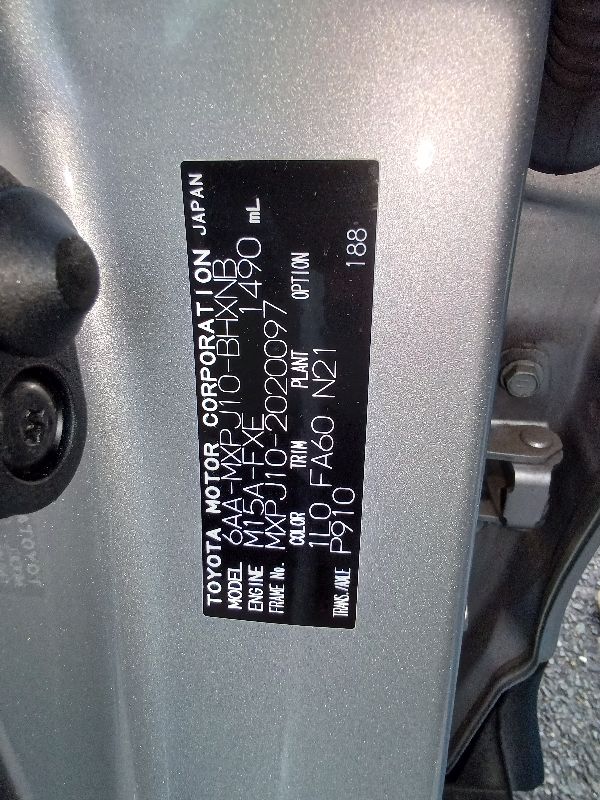 TOYOTA MOTOR CORPORATION JAPAN
MODEL 6AA-MXPJ10-BHXNB
ENGINE M15A-FXE 1490 mL
FRAME No. MXPJ10-2020097
COLOR TRIM PLANT OPTION
1L0 FA60 N21
TRANS./AXLE P910 188